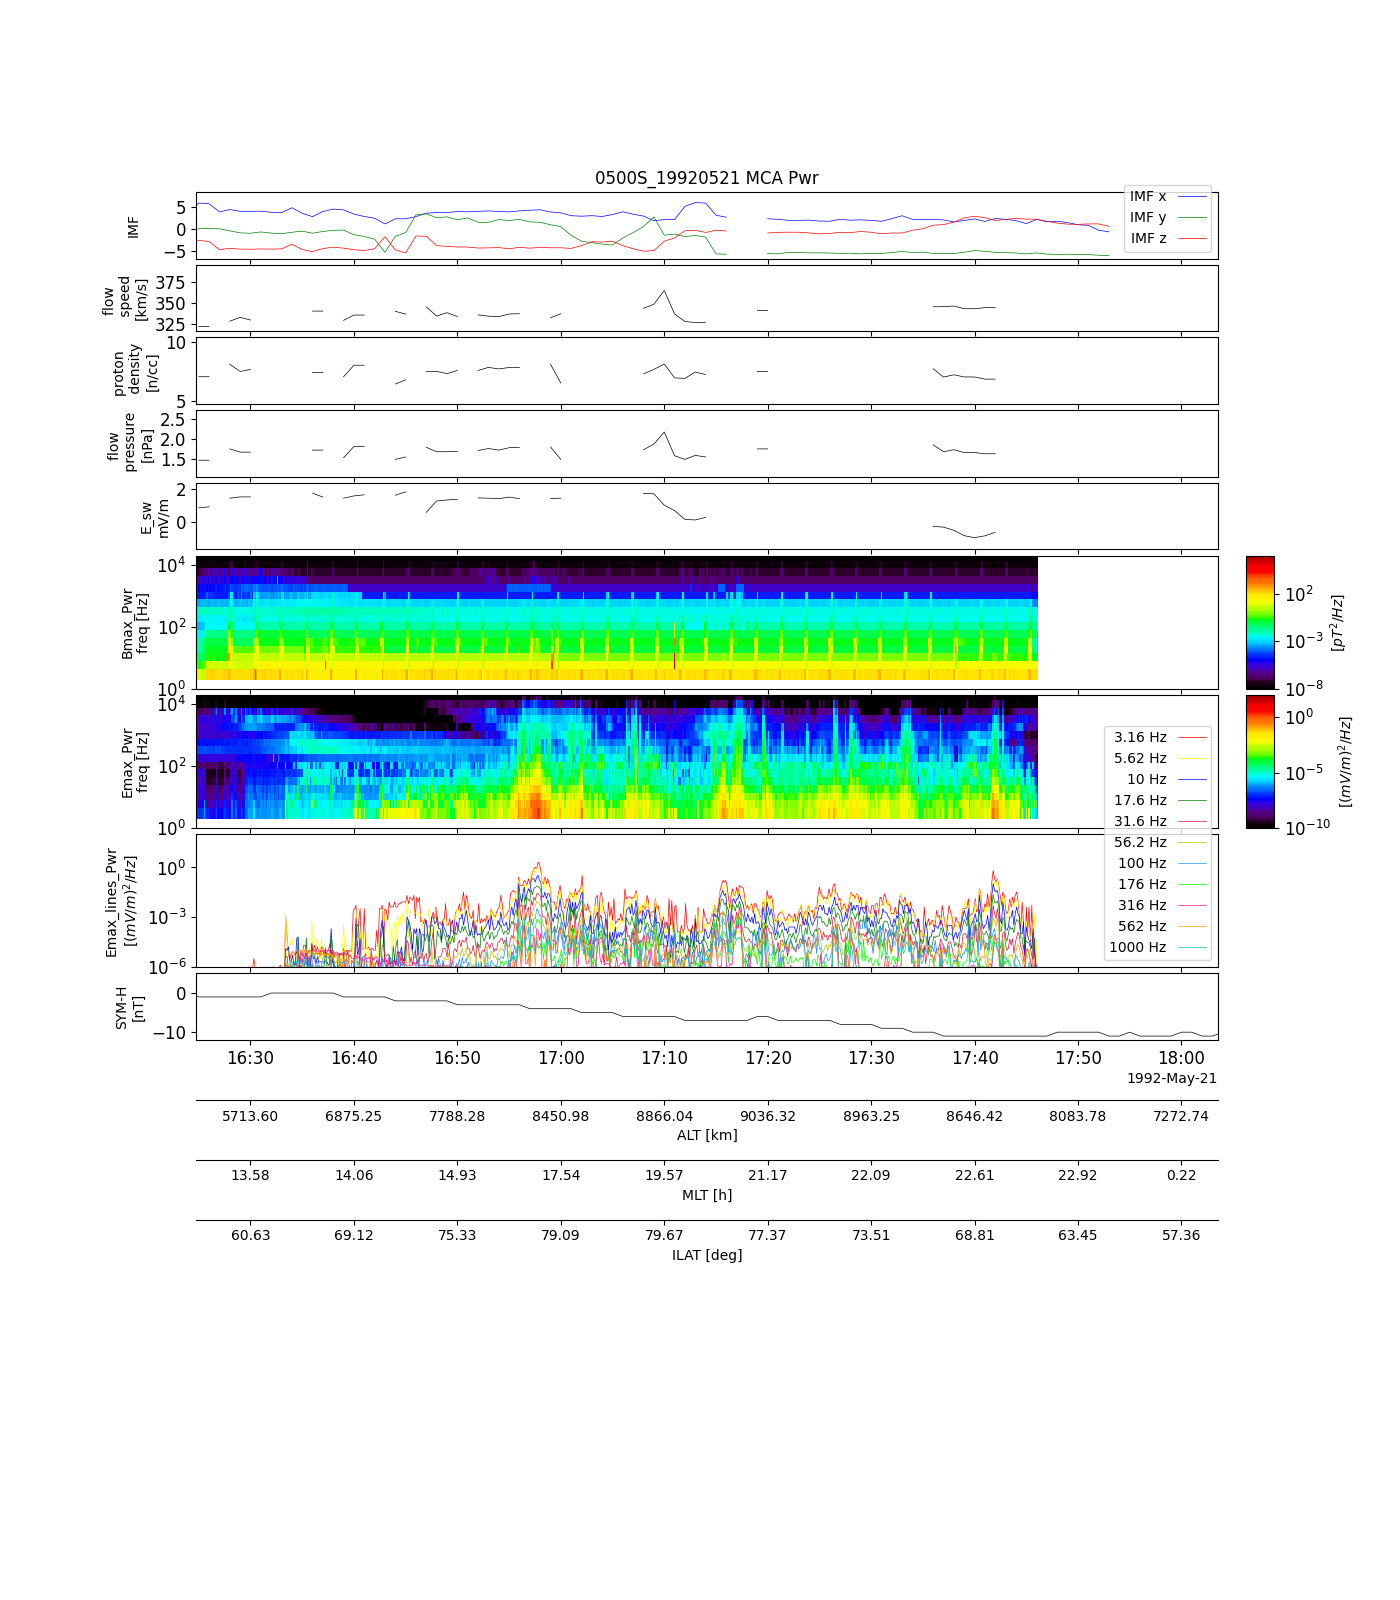 0500S_19920521 MCA Pwr
IMF
5
0
−5
IMF x
IMF y
IMF z
flow
speed
[km/s]
375
350
325
proton
density
[n/cc]
10
5
flow
pressure
[nPa]
2.5
2.0
1.5
E_sw
mV/m
2
0
Bmax_Pwr
freq [Hz]
10^4
10^2
10^0
10^2
10^−3
10^−8
[pT^2/Hz]
Emax_Pwr
freq [Hz]
10^4
10^2
10^0
10^0
10^−5
10^−10
[(mV/m)^2/Hz]
3.16 Hz
5.62 Hz
10 Hz
17.6 Hz
31.6 Hz
56.2 Hz
100 Hz
176 Hz
316 Hz
562 Hz
1000 Hz
Emax_lines_Pwr
[(mV/m)^2/Hz]
10^0
10^−3
10^−6
SYM-H
[nT]
0
−10
16:30 16:40 16:50 17:00 17:10 17:20 17:30 17:40 17:50 18:00
1992-May-21
5713.60 6875.25 7788.28 8450.98 8866.04 9036.32 8963.25 8646.42 8083.78 7272.74
ALT [km]
13.58 14.06 14.93 17.54 19.57 21.17 22.09 22.61 22.92 0.22
MLT [h]
60.63 69.12 75.33 79.09 79.67 77.37 73.51 68.81 63.45 57.36
ILAT [deg]